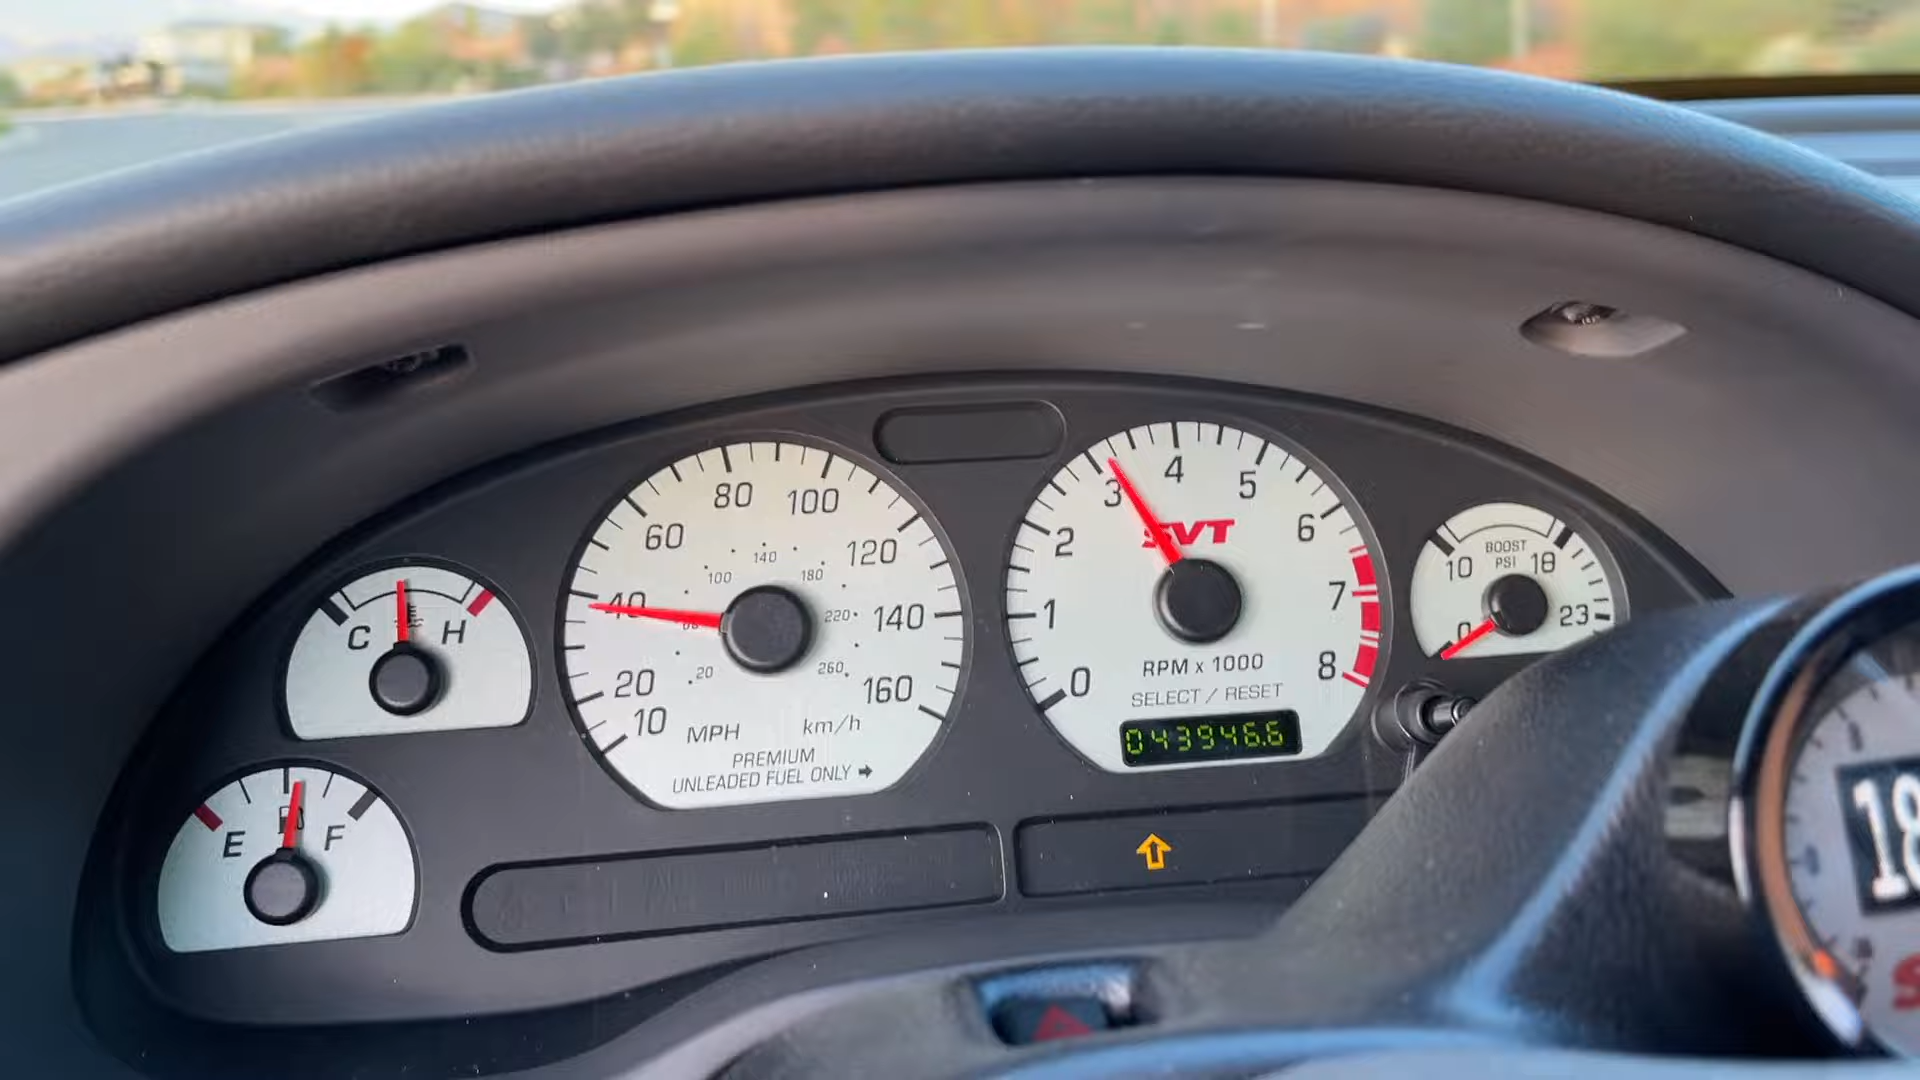 C H
E F
10
20
40
60
80
100
120
140
160
20
100
140
180
220
260
MPH km/h
PREMIUM
UNLEADED FUEL ONLY
0
1
2
3
4
5
6
7
8
SVT
RPM x 1000
SELECT / RESET
043946.6
BOOST
PSI
0
10
18
23
18
S